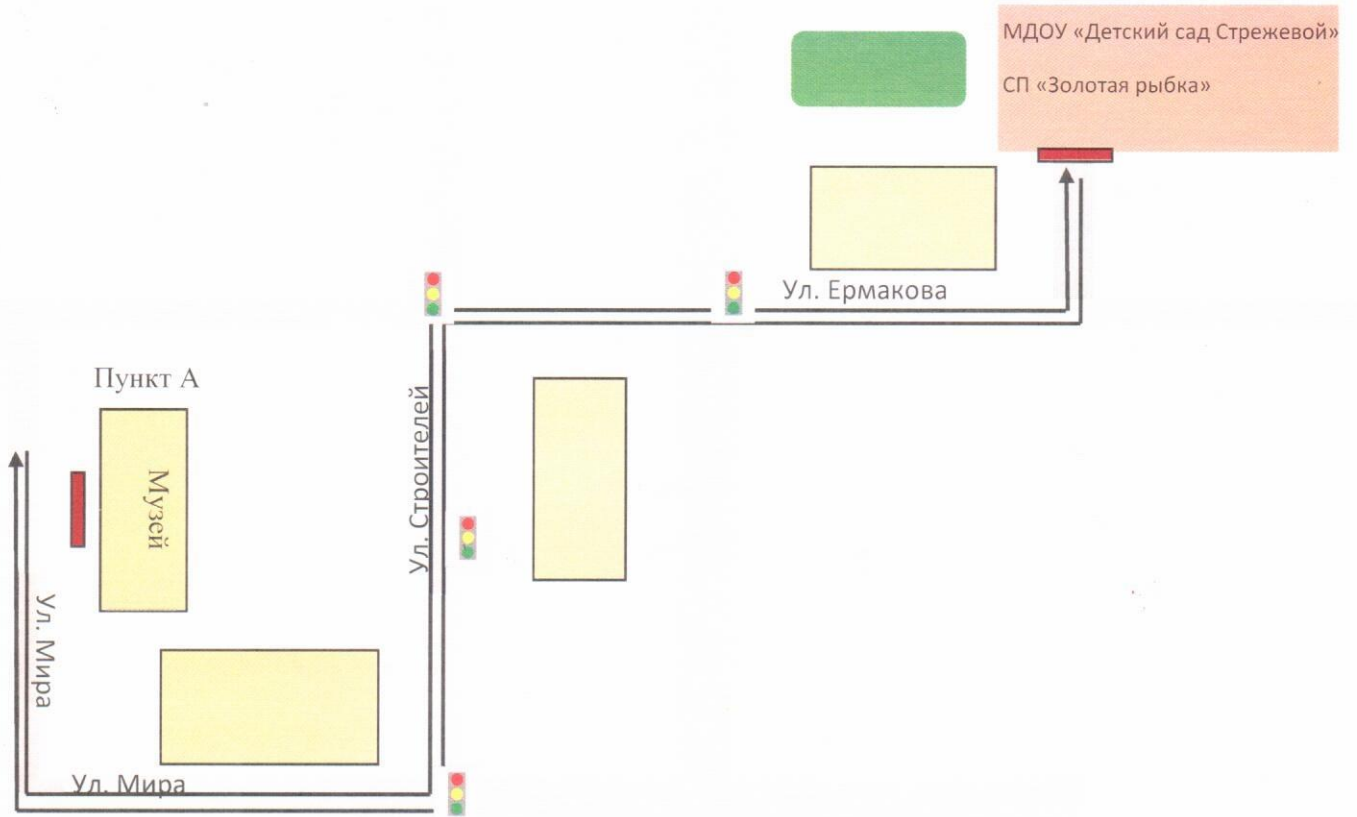 МДОУ «Детский сад Стрежевой»
СП «Золотая рыбка»
Ул. Ермакова
Пункт А
Музей
Ул. Строителей
Ул. Мира
Ул. Мира